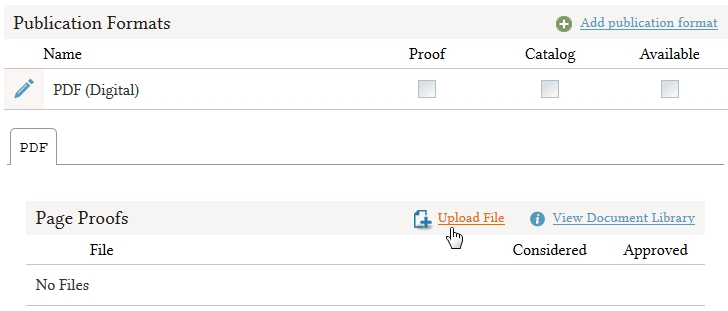 Publication Formats Add publication format
Name Proof Catalog Available
PDF (Digital)
PDF
Page Proofs Upload File i View Document Library
File Considered Approved
No Files